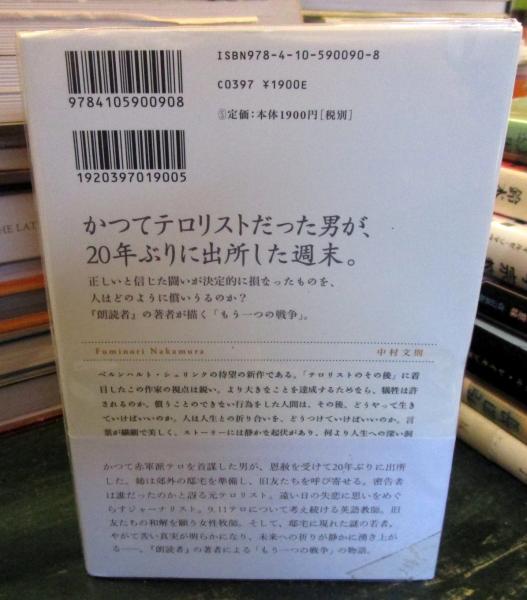 ISBN978-4-10-590090-8
C0397 ¥1900E
9784105900908
Ⓢ定価：本体1900円[税別]
1920397019005
かつてテロリストだった男が、
20年ぶりに出所した週末。
正しいと信じた闘いが決定的に損なったものを、
人はどのように償いうるのか？
『朗読者』の著者が描く「もう一つの戦争」。
Fuminori Nakamura 中村文則
ベルンハルト・シュリンクの待望の新作である。「テロリストのその後」に着
目したこの作家の視点は鋭い。より大きなことを達成するためなら、犠牲は許
されるのか。償うことのできない行為をした人間は、その後、どうやって生き
ていけばいいのか。人は人生との折り合いを、どうつけていけばいいのか。言
葉が繊細で美しく、ストーリーには静かな起伏があり、何より人生への深い洞
かつて赤軍派テロを首謀した男が、恩赦を受けて20年ぶりに出所
した。姉は郊外の邸宅を準備し、旧友たちを呼び寄せる。密告者
は誰だったのかと詰る元テロリスト。遠い日の失恋に思いをめぐ
らすジャーナリスト。9.11テロについて考え続ける英語教師。旧
友たちの和解を願う女性牧師。そして、邸宅に現れた謎の若者。
やがて苦い真実が明らかになり、未来への祈りが静かに湧き上が
る――。『朗読者』の著者による「もう一つの戦争」の物語。
THE LAT